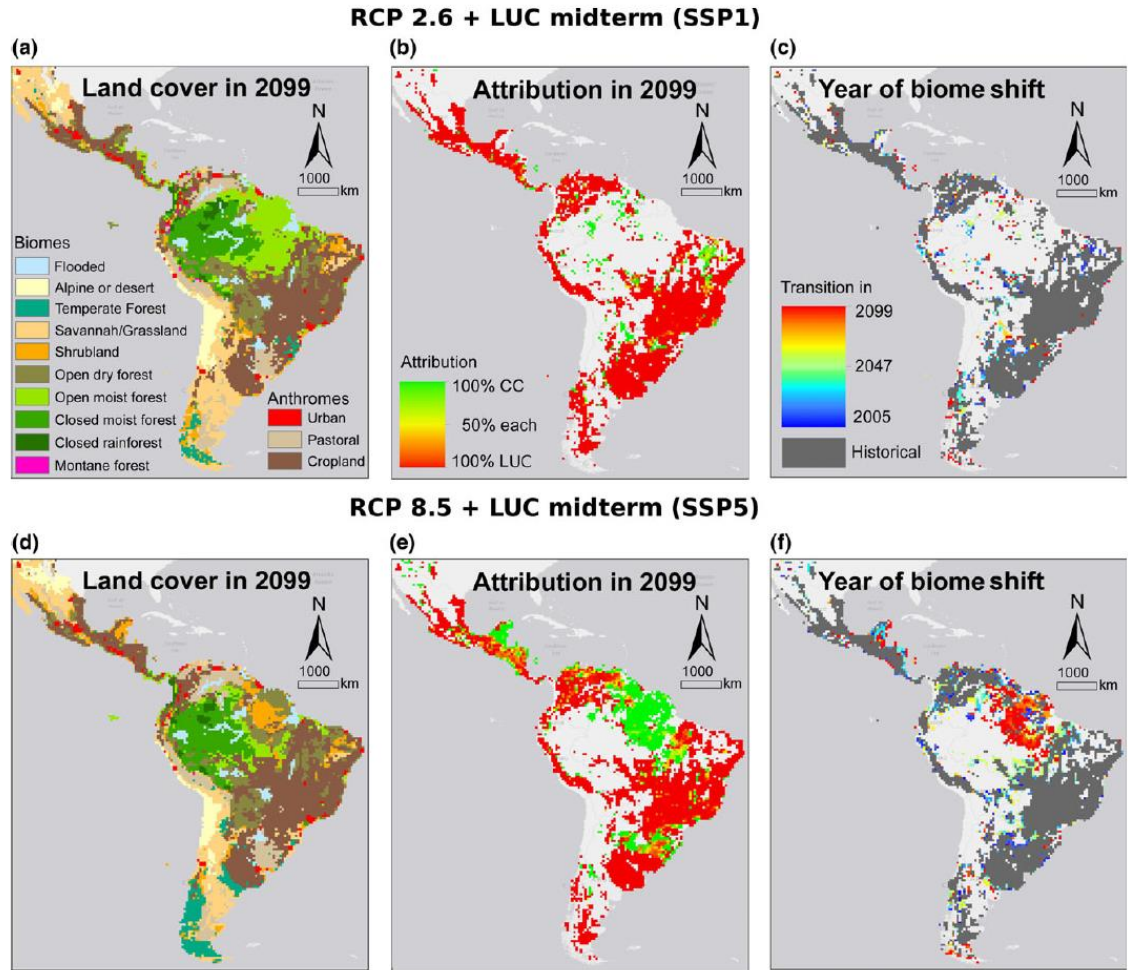 RCP 2.6 + LUC midterm (SSP1)
(a)
Land cover in 2099
N
1000
km
Biomes
Flooded
Alpine or desert
Temperate Forest
Savannah/Grassland
Shrubland
Open dry forest
Open moist forest
Closed moist forest
Closed rainforest
Montane forest
Anthromes
Urban
Pastoral
Cropland
(b)
Attribution in 2099
N
1000
km
Attribution
100% CC
50% each
100% LUC
(c)
Year of biome shift
N
1000
km
Transition in
2099
2047
2005
Historical
RCP 8.5 + LUC midterm (SSP5)
(d)
Land cover in 2099
N
1000
km
(e)
Attribution in 2099
N
1000
km
(f)
Year of biome shift
N
1000
km